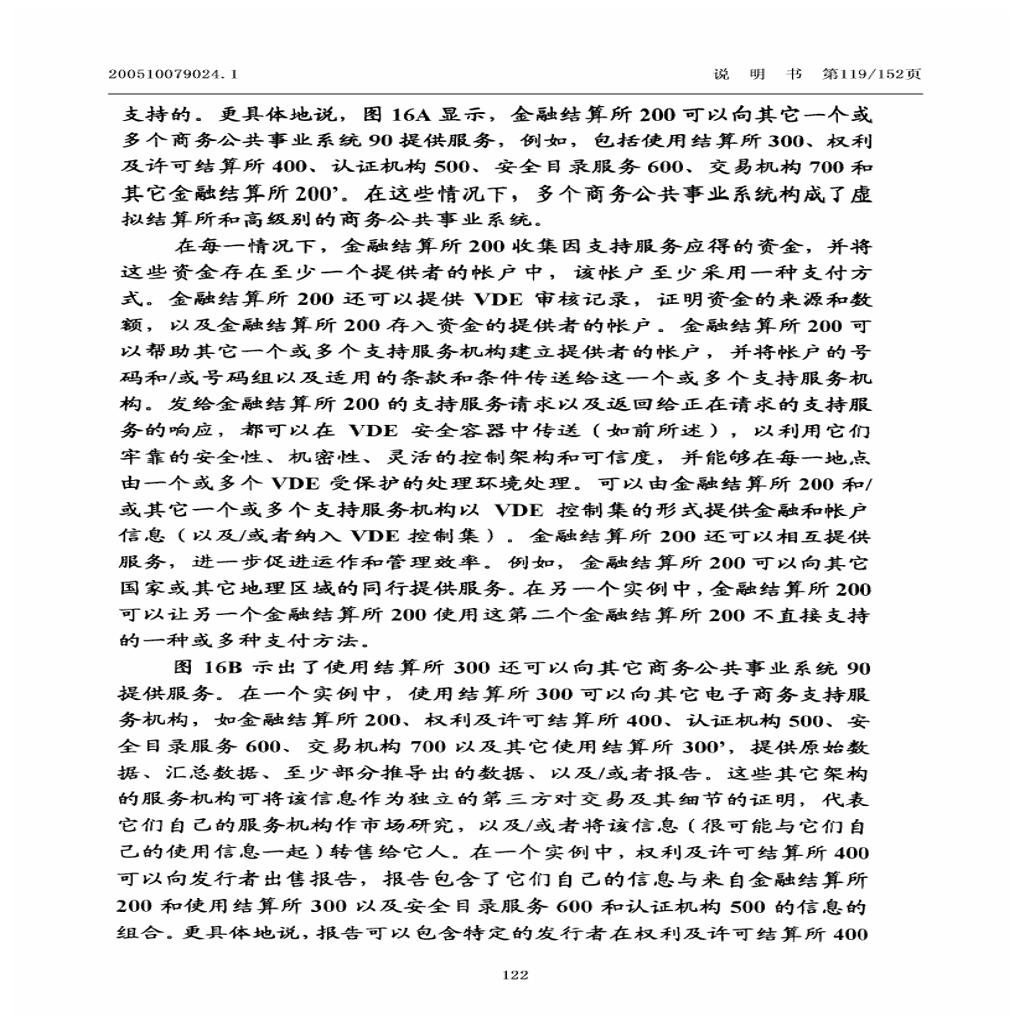 200510079024.1 说 明 书 第119/152页
支持的。更具体地说，图 16A 显示，金融结算所 200 可以向其它一个或
多个商务公共事业系统 90 提供服务，例如，包括使用结算所 300、权利
及许可结算所 400、认证机构 500、安全目录服务 600、交易机构 700 和
其它金融结算所 200’。在这些情况下，多个商务公共事业系统构成了虚
拟结算所和高级别的商务公共事业系统。
在每一情况下，金融结算所 200 收集因支持服务应得的资金，并将
这些资金存在至少一个提供者的帐户中，该帐户至少采用一种支付方
式。金融结算所 200 还可以提供 VDE 审核记录，证明资金的来源和数
额，以及金融结算所 200 存入资金的提供者的帐户。金融结算所 200 可
以帮助其它一个或多个支持服务机构建立提供者的帐户，并将帐户的号
码和/或号码组以及适用的条款和条件传送给这一个或多个支持服务机
构。发给金融结算所 200 的支持服务请求以及返回给正在请求的支持服
务的响应，都可以在 VDE 安全容器中传送（如前所述），以利用它们
牢靠的安全性、机密性、灵活的控制架构和可信度，并能够在每一地点
由一个或多个 VDE 受保护的处理环境处理。可以由金融结算所 200 和/
或其它一个或多个支持服务机构以 VDE 控制集的形式提供金融和帐户
信息（以及/或者纳入 VDE 控制集）。金融结算所 200 还可以相互提供
服务，进一步促进运作和管理效率。例如，金融结算所 200 可以向其它
国家或其它地理区域的同行提供服务。在另一个实例中，金融结算所 200
可以让另一个金融结算所 200 使用这第二个金融结算所 200 不直接支持
的一种或多种支付方法。
图 16B 示出了使用结算所 300 还可以向其它商务公共事业系统 90
提供服务。在一个实例中，使用结算所 300 可以向其它电子商务支持服
务机构，如金融结算所 200、权利及许可结算所 400、认证机构 500、安
全目录服务 600、交易机构 700 以及其它使用结算所 300’，提供原始数
据、汇总数据、至少部分推导出的数据、以及/或者报告。这些其它架构
的服务机构可将该信息作为独立的第三方对交易及其细节的证明，代表
它们自己的服务机构作市场研究，以及/或者将该信息（很可能与它们自
己的使用信息一起）转售给它人。在一个实例中，权利及许可结算所 400
可以向发行者出售报告，报告包含了它们自己的信息与来自金融结算所
200 和使用结算所 300 以及安全目录服务 600 和认证机构 500 的信息的
组合。更具体地说，报告可以包含特定的发行者在权利及许可结算所 400
122